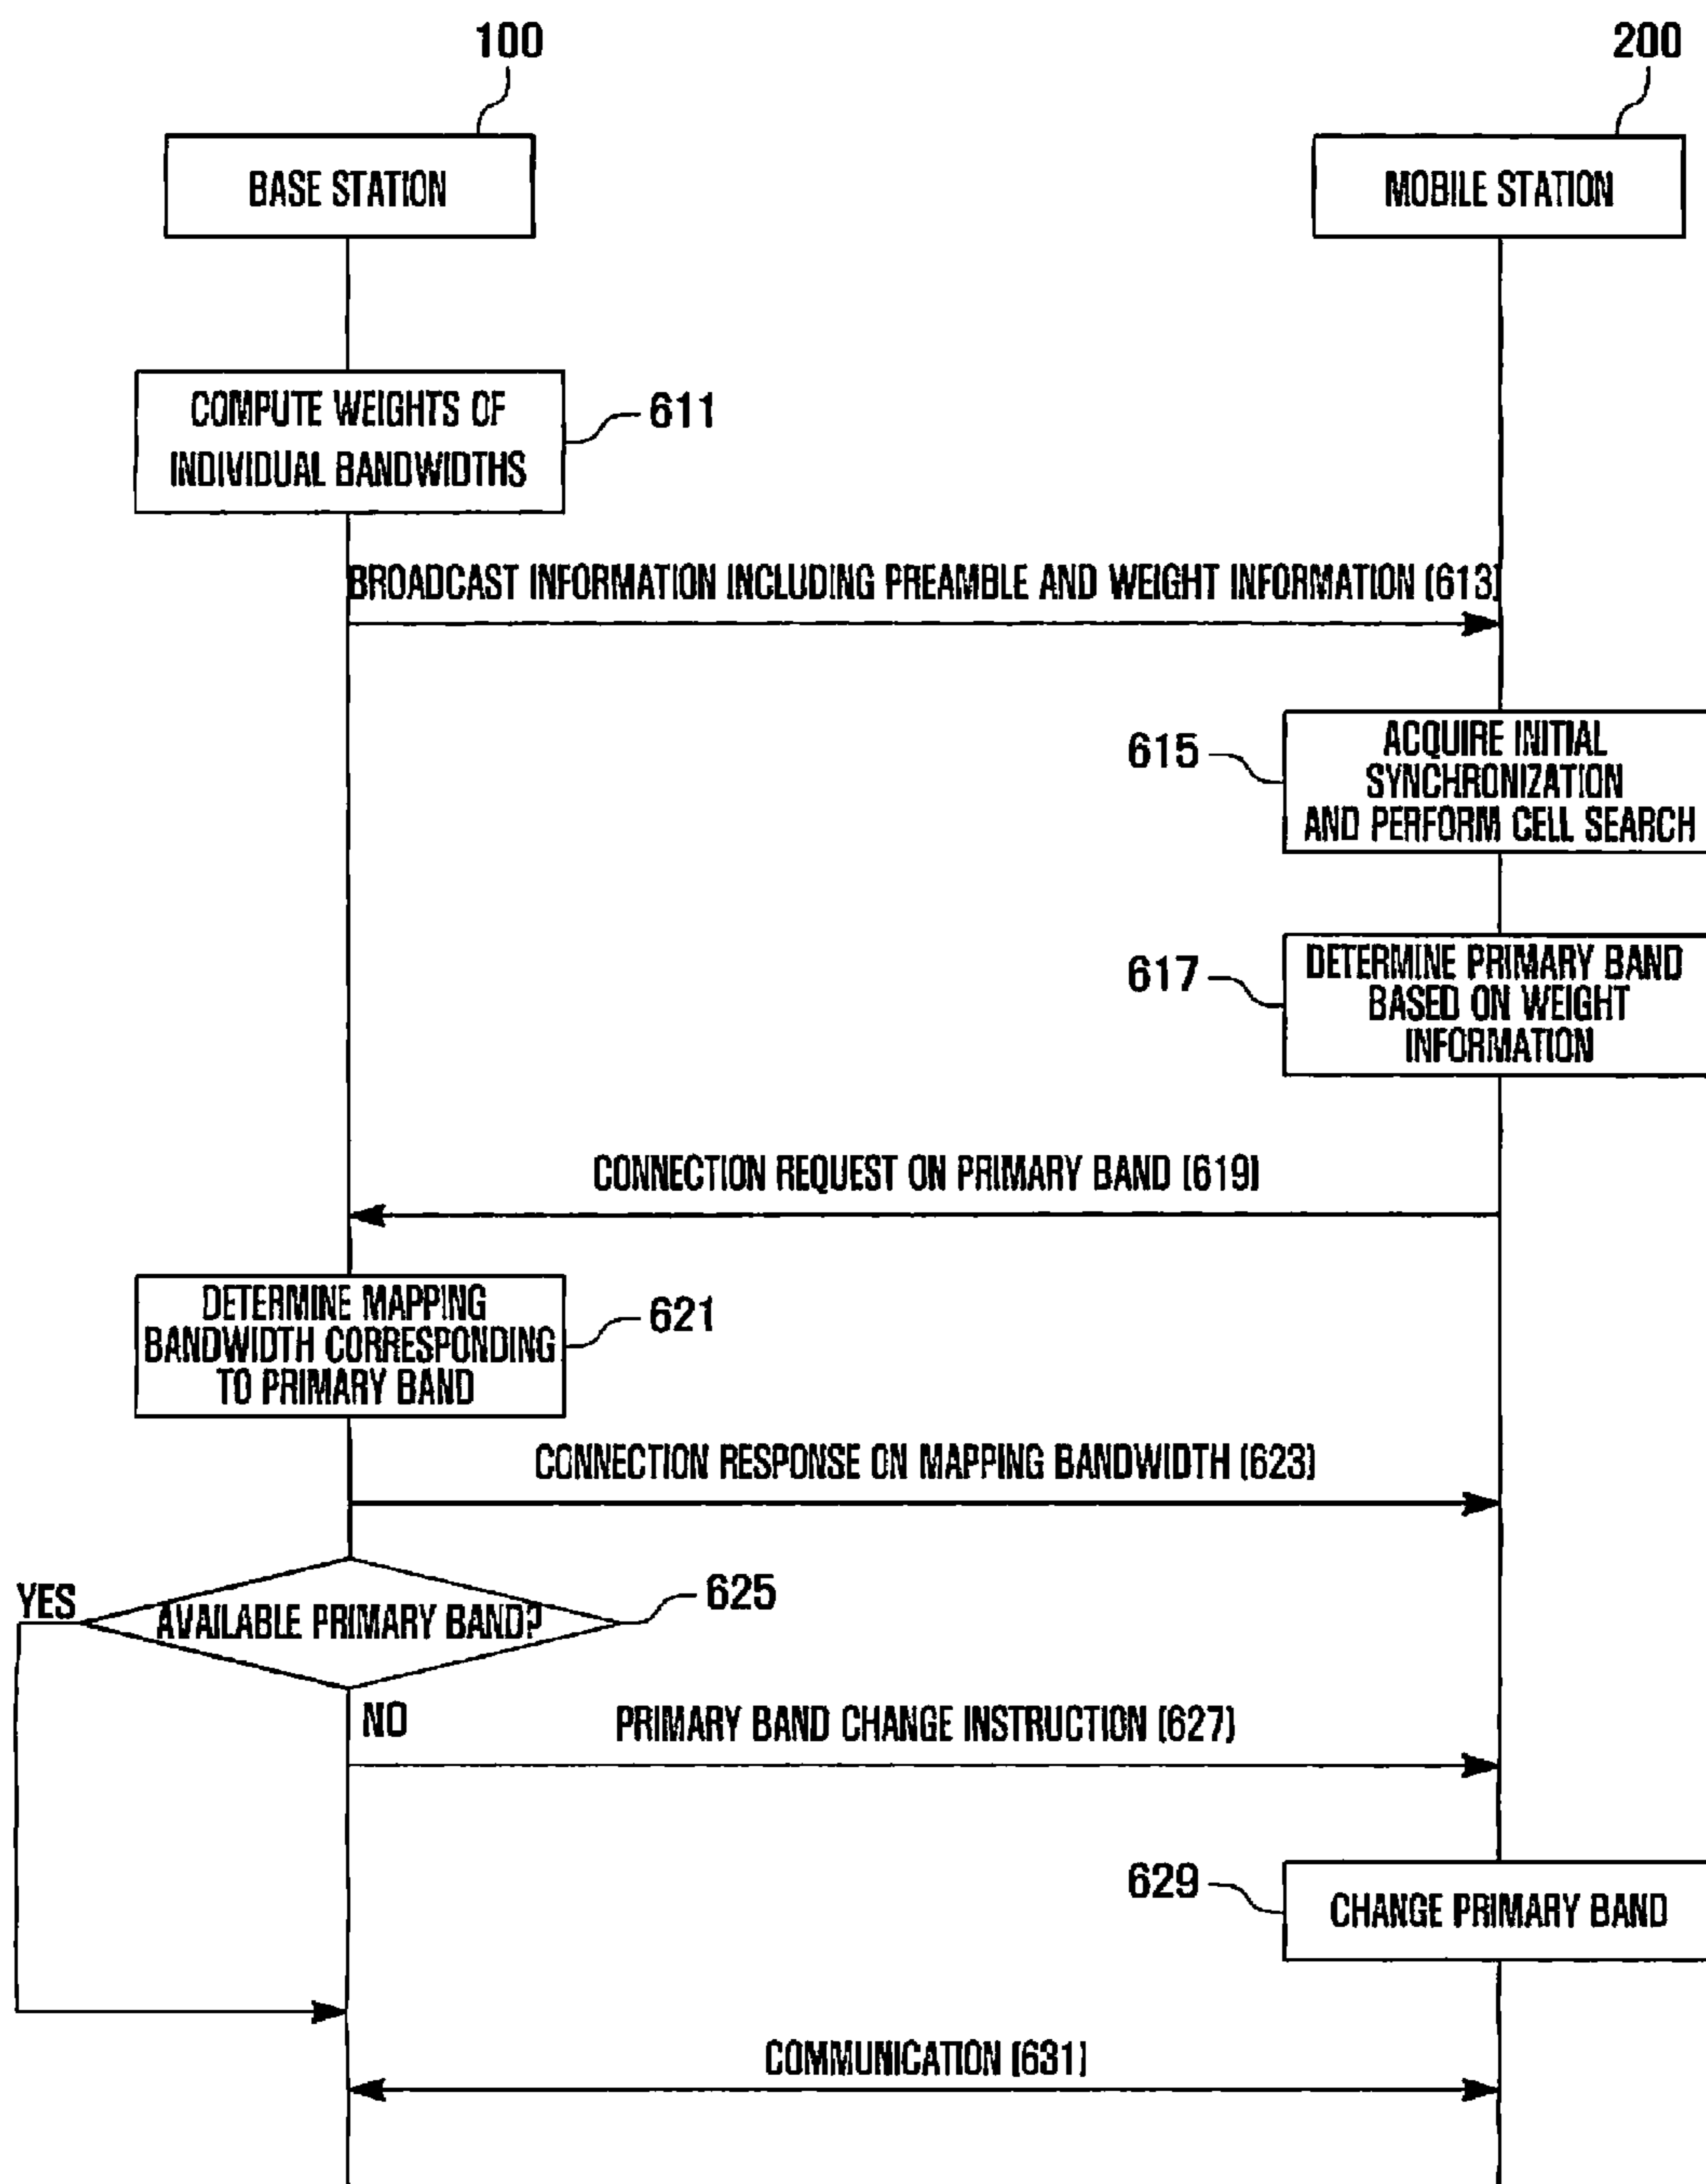 100
200
BASE STATION
MOBILE STATION
COMPUTE WEIGHTS OF
INDIVIDUAL BANDWIDTHS
611
BROADCAST INFORMATION INCLUDING PREAMBLE AND WEIGHT INFORMATION (613)
615
ACQUIRE INITIAL
SYNCHRONIZATION
AND PERFORM CELL SEARCH
617
DETERMINE PRIMARY BAND
BASED ON WEIGHT
INFORMATION
CONNECTION REQUEST ON PRIMARY BAND (619)
DETERMINE MAPPING
BANDWIDTH CORRESPONDING
TO PRIMARY BAND
621
CONNECTION RESPONSE ON MAPPING BANDWIDTH (623)
YES
AVAILABLE PRIMARY BAND?
625
NO
PRIMARY BAND CHANGE INSTRUCTION (627)
629
CHANGE PRIMARY BAND
COMMUNICATION (631)